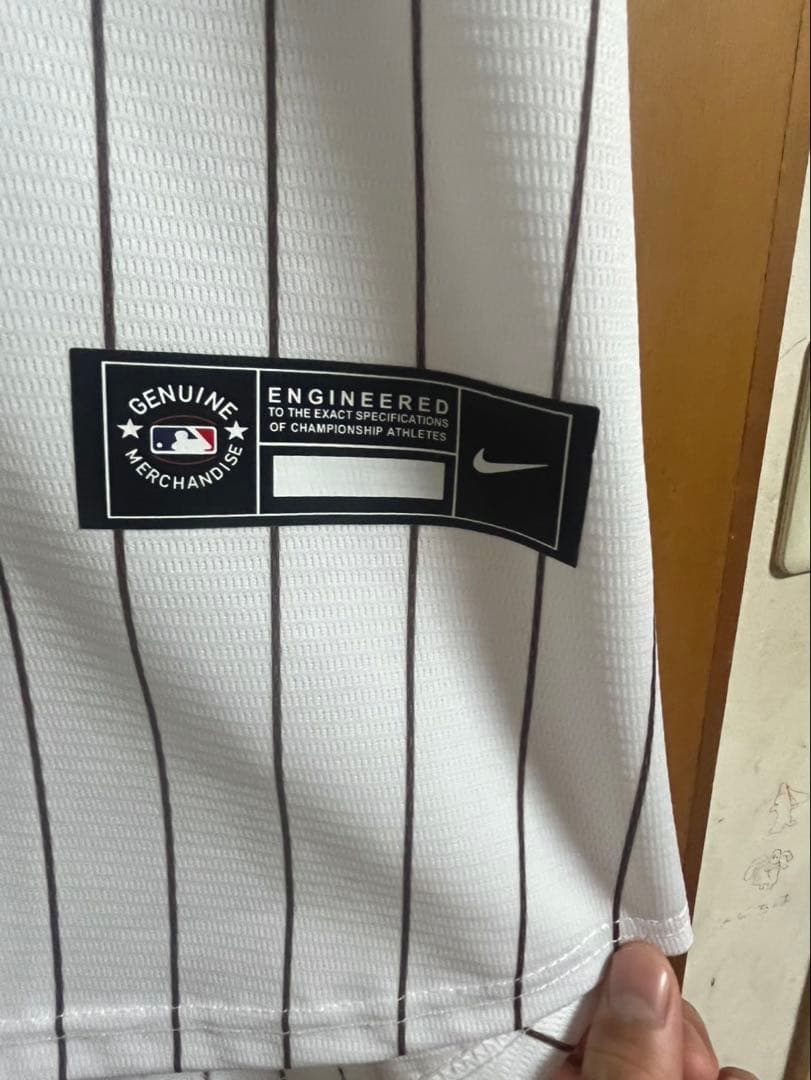 GENUINE
MERCHANDISE
ENGINEERED
TO THE EXACT SPECIFICATIONS
OF CHAMPIONSHIP ATHLETES